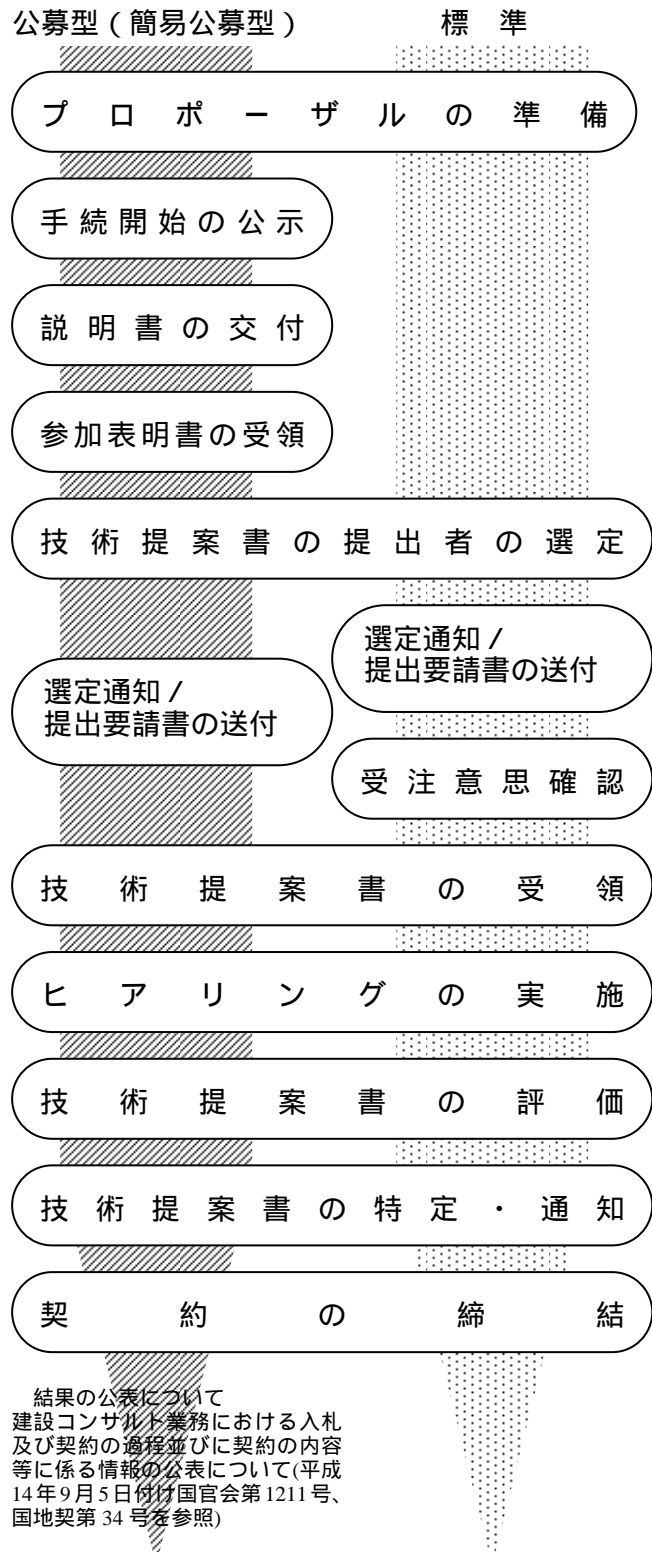 公募型（簡易公募型）
標 準
プロポーザルの準備
手続開始の公示
説明書の交付
参加表明書の受領
技術提案書の提出者の選定
選定通知 /
提出要請書の送付
選定通知 /
提出要請書の送付
受注意思確認
技術提案書の受領
ヒアリングの実施
技術提案書の評価
技術提案書の特定・通知
契約の締結
結果の公表について
建設コンサルト業務における入札
及び契約の過程並びに契約の内容
等に係る情報の公表について(平成
14年9月5日付け国官会第1211号、
国地契第 34 号を参照)